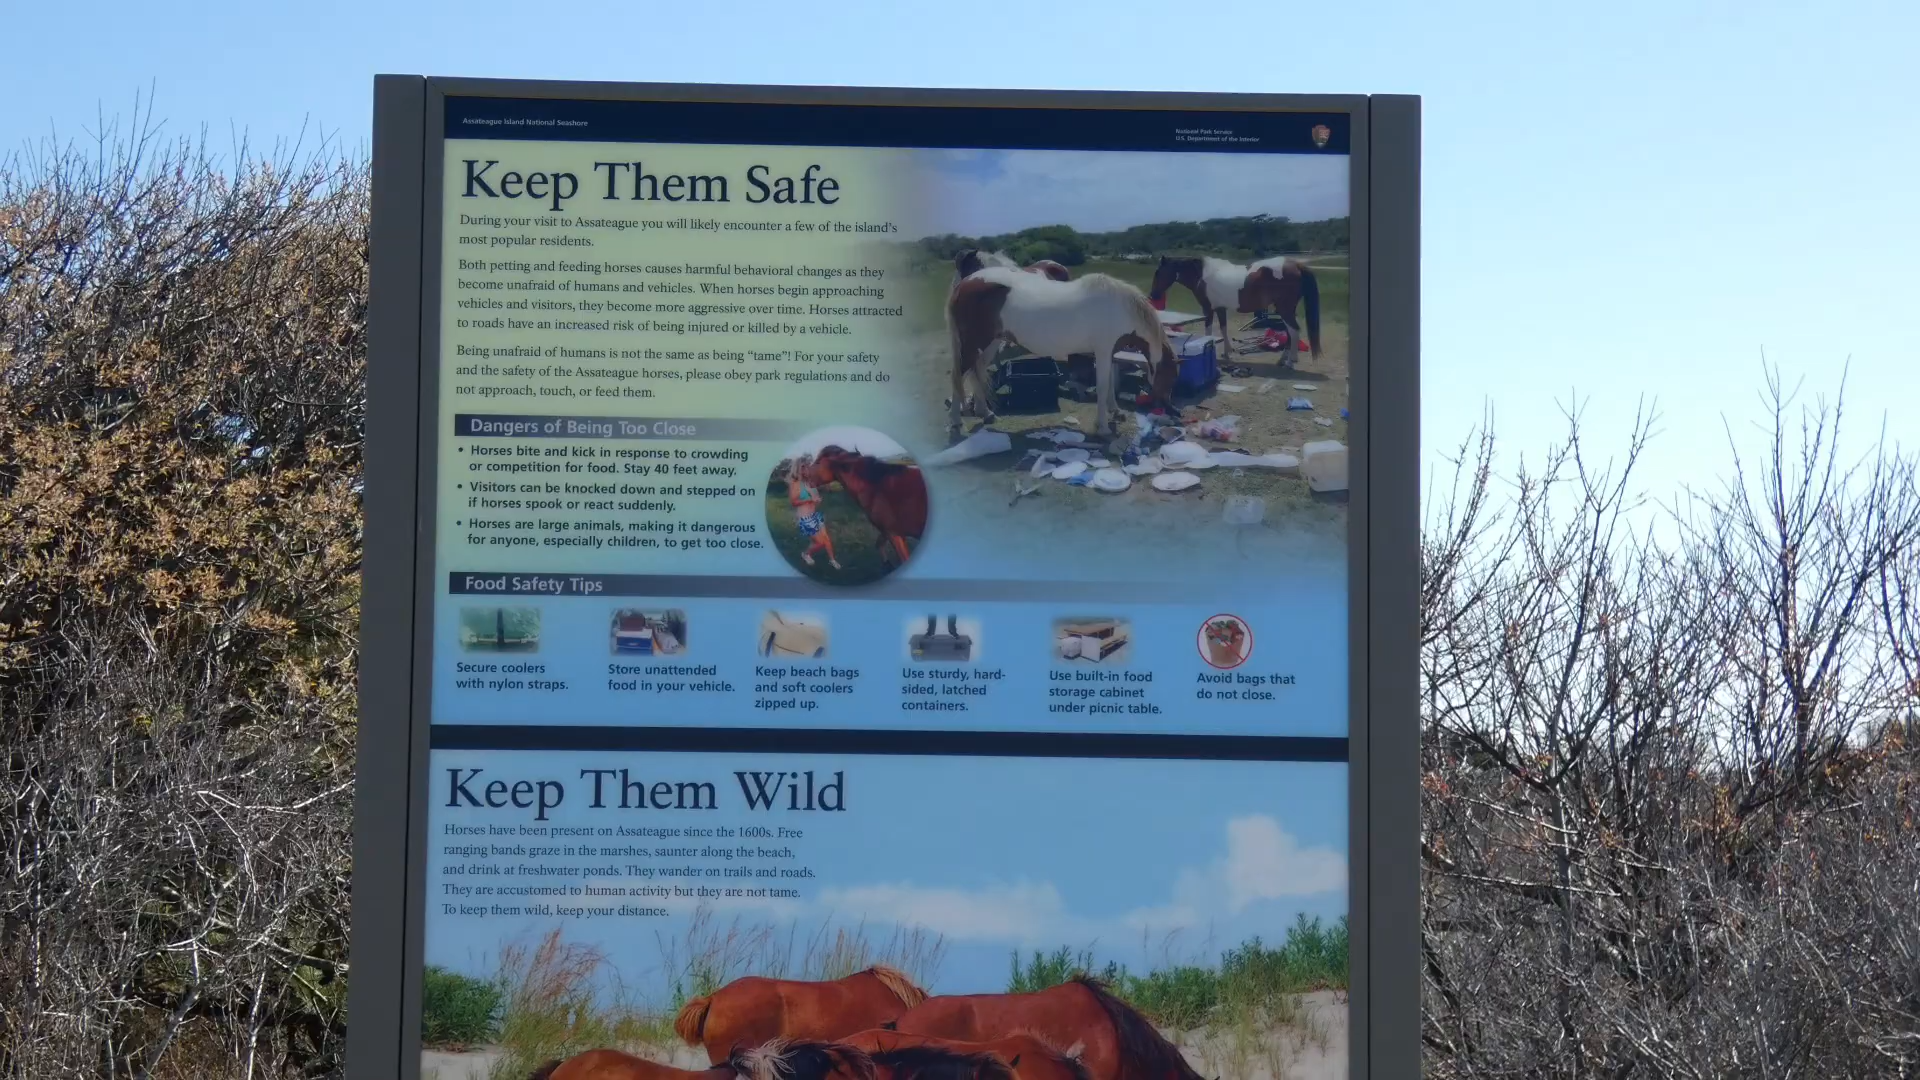 Assateague Island National Seashore
National Park Service
U.S. Department of the Interior
Keep Them Safe
During your visit to Assateague you will likely encounter a few of the island's
most popular residents.
Both petting and feeding horses causes harmful behavioral changes as they
become unafraid of humans and vehicles. When horses begin approaching
vehicles and visitors, they become more aggressive over time. Horses attracted
to roads have an increased risk of being injured or killed by a vehicle.
Being unafraid of humans is not the same as being “tame”! For your safety
and the safety of the Assateague horses, please obey park regulations and do
not approach, touch, or feed them.
Dangers of Being Too Close
• Horses bite and kick in response to crowding
or competition for food. Stay 40 feet away.
• Visitors can be knocked down and stepped on
if horses spook or react suddenly.
• Horses are large animals, making it dangerous
for anyone, especially children, to get too close.
Food Safety Tips
Secure coolers
with nylon straps.
Store unattended
food in your vehicle.
Keep beach bags
and soft coolers
zipped up.
Use sturdy, hard-
sided, latched
containers.
Use built-in food
storage cabinet
under picnic table.
Avoid bags that
do not close.
Keep Them Wild
Horses have been present on Assateague since the 1600s. Free
ranging bands graze in the marshes, saunter along the beach,
and drink at freshwater ponds. They wander on trails and roads.
They are accustomed to human activity but they are not tame.
To keep them wild, keep your distance.